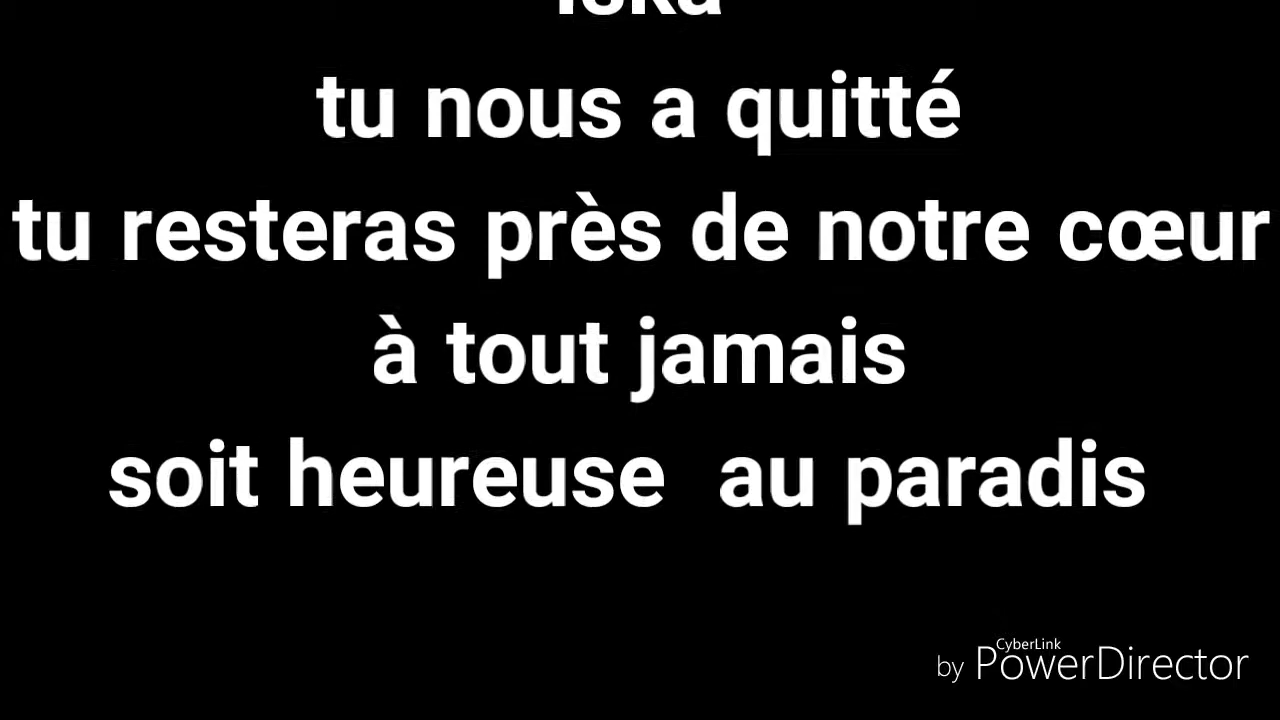 tu nous a quitté
tu resteras près de notre cœur
à tout jamais
soit heureuse au paradis
CyberLink
by PowerDirector